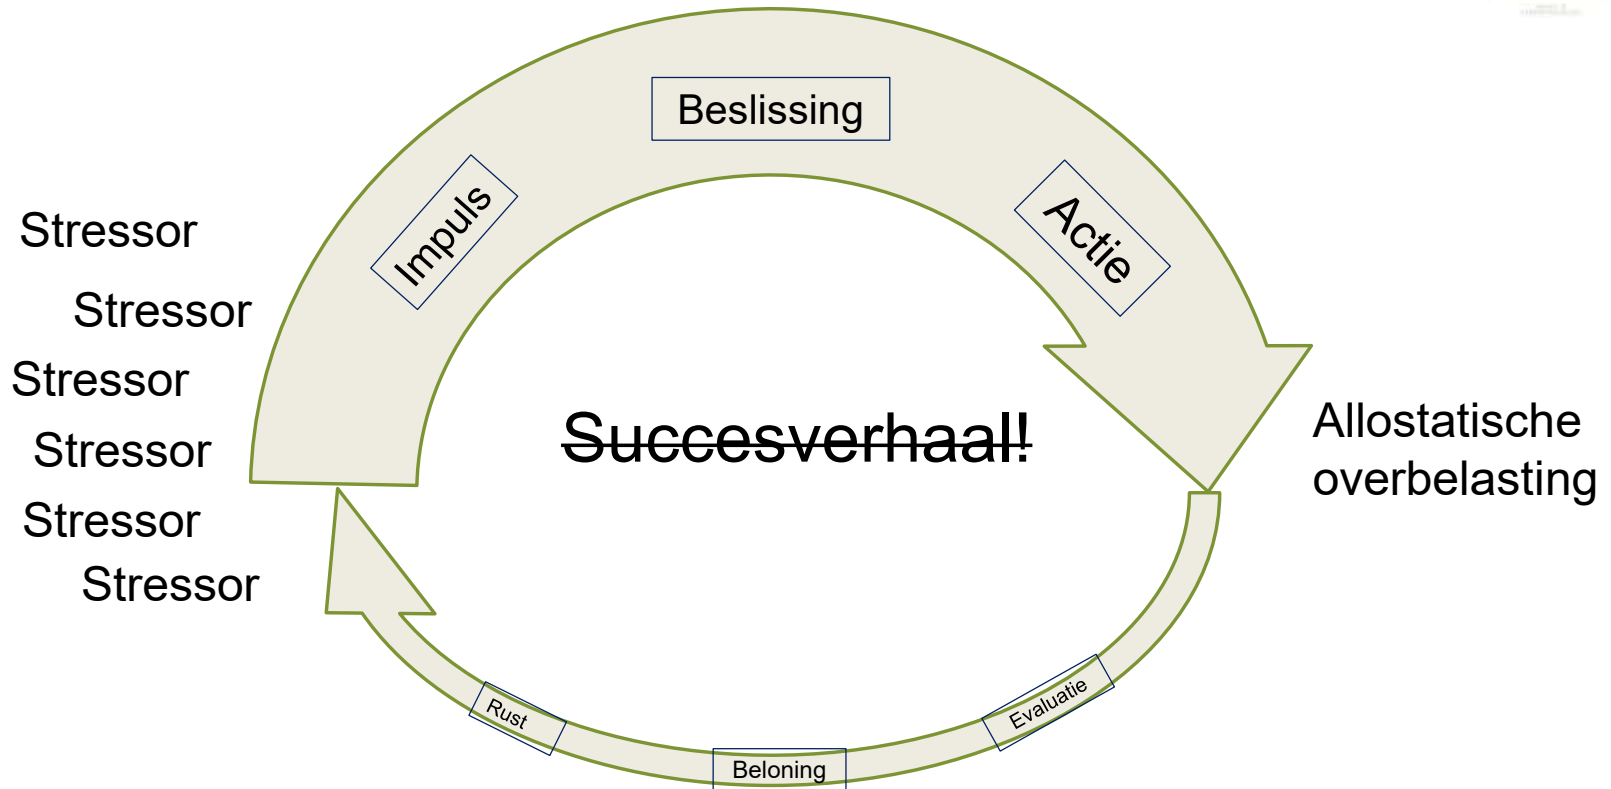 Beslissing
Impuls
Actie
Stressor
Stressor
Stressor
Stressor
Stressor
Stressor
Succesverhaal!
Allostatische
overbelasting
Evaluatie
Beloning
Rust